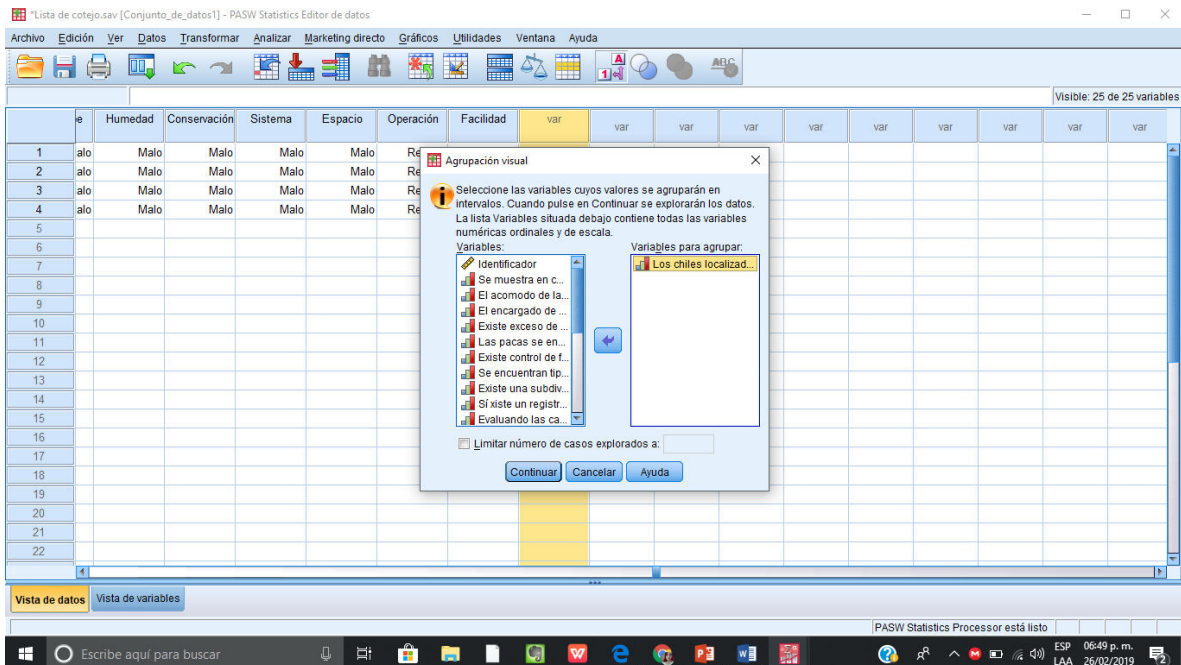 *Lista de cotejo.sav [Conjunto_de_datos1] - PASW Statistics Editor de datos
Archivo Edición Ver Datos Transformar Analizar Marketing directo Gráficos Utilidades Ventana Ayuda
Visible: 25 de 25 variables
Humedad Conservación Sistema Espacio Operación Facilidad var var var var var var var var var var
1 alo Malo Malo Malo Malo Re
2 alo Malo Malo Malo Malo Re
3 alo Malo Malo Malo Malo Re
4 alo Malo Malo Malo Malo Re
5
6
7
8
9
10
11
12
13
14
15
16
17
18
19
20
21
22
Agrupación visual
Seleccione las variables cuyos valores se agruparán en
intervalos. Cuando pulse en Continuar se explorarán los datos.
La lista Variables situada debajo contiene todas las variables
numéricas ordinales y de escala.
Variables: Variables para agrupar:
Identificador Los chiles localizad...
Se muestra en c...
El acomodo de la...
El encargado de ...
Existe exceso de ...
Las pacas se en...
Existe control de f...
Se encuentran tip...
Existe una subdiv...
Sí xiste un registr...
Evaluando las ca...
Limitar número de casos explorados a:
Continuar Cancelar Ayuda
Vista de datos Vista de variables
PASW Statistics Processor está listo
Escribe aquí para buscar
ESP 06:49 p. m.
LAA 26/02/2019